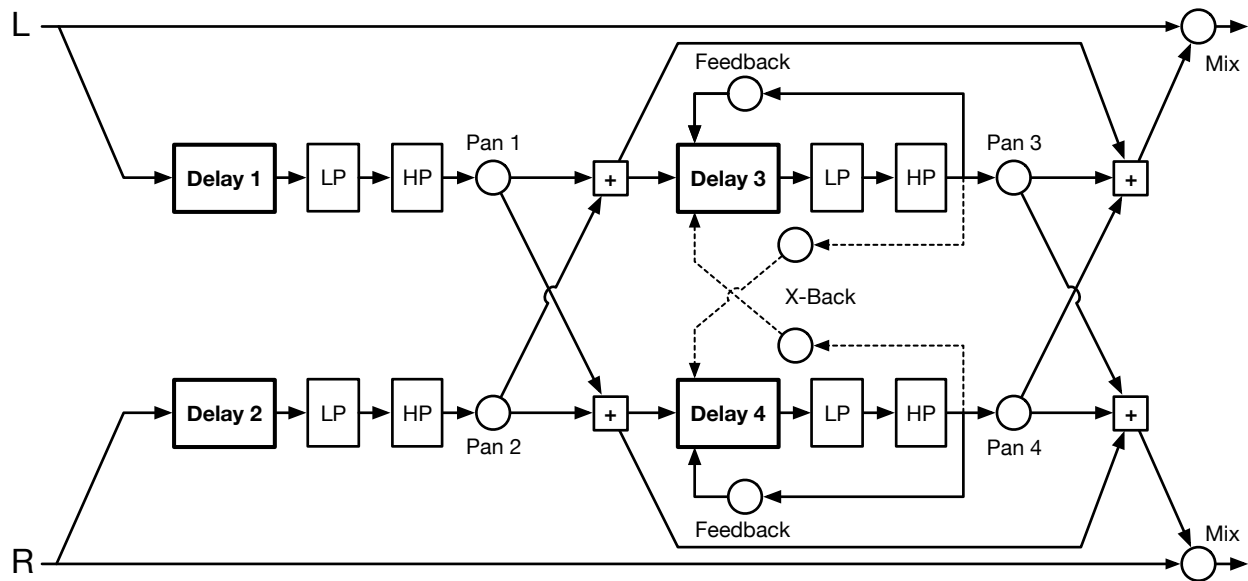 L
Mix
Feedback
Pan 1
Pan 3
Delay 1
LP
HP
+
Delay 3
LP
HP
+
X-Back
Delay 2
LP
HP
+
Delay 4
LP
HP
+
Pan 2
Pan 4
Feedback
R
Mix